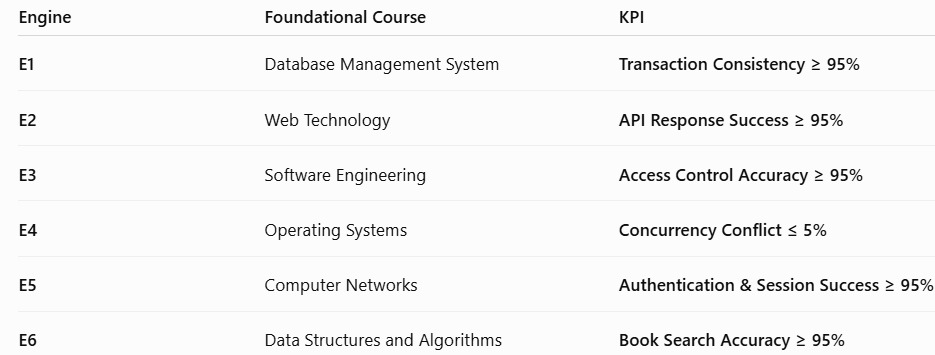 Engine Foundational Course KPI
E1 Database Management System Transaction Consistency ≥ 95%
E2 Web Technology API Response Success ≥ 95%
E3 Software Engineering Access Control Accuracy ≥ 95%
E4 Operating Systems Concurrency Conflict ≤ 5%
E5 Computer Networks Authentication & Session Success ≥ 95%
E6 Data Structures and Algorithms Book Search Accuracy ≥ 95%